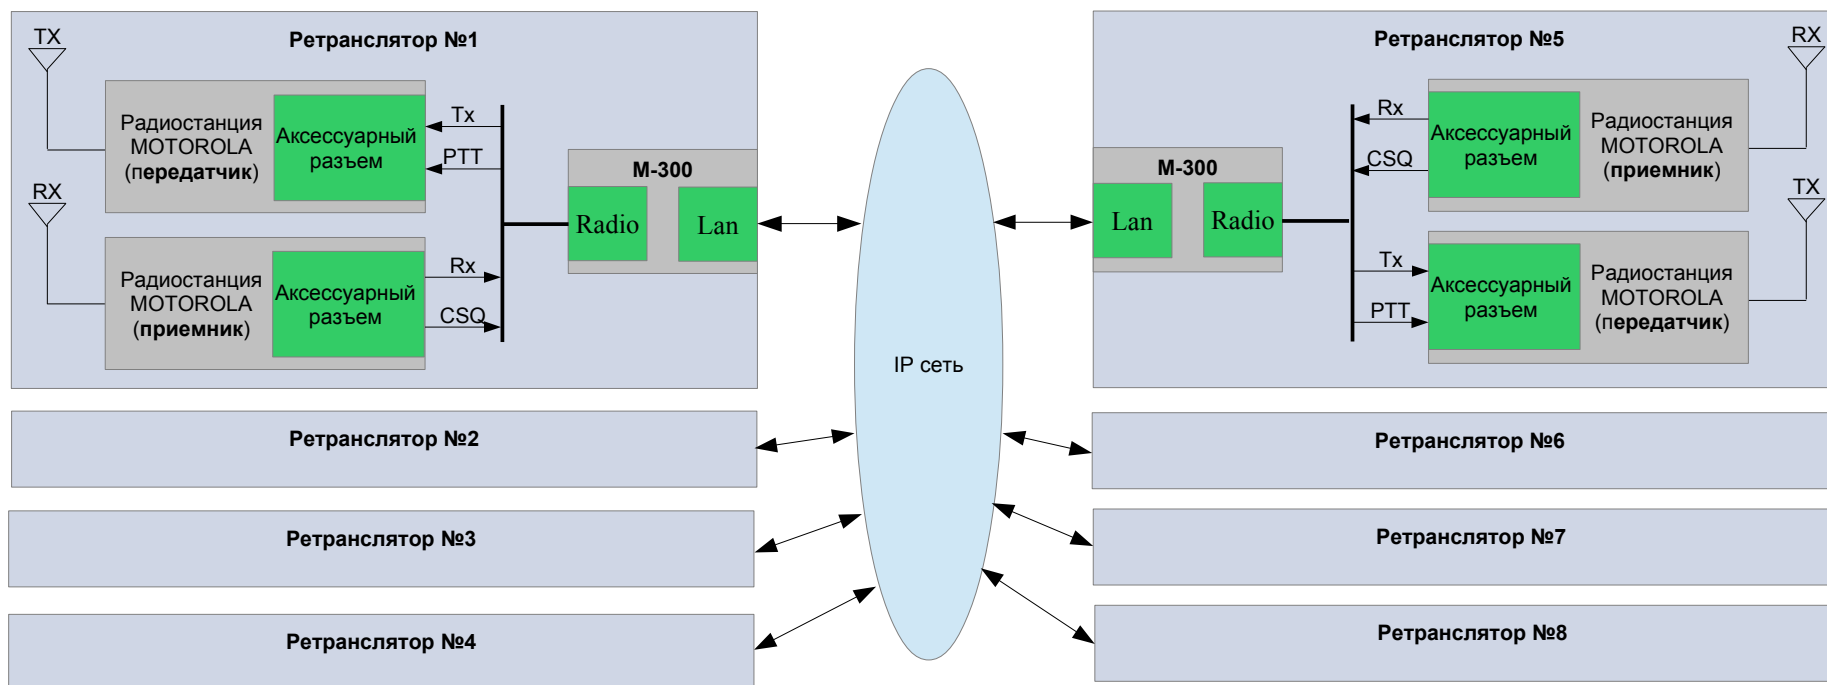 Ретранслятор №1
TX
Радиостанция
MOTOROLA
(передатчик)
Аксессуарный
разъем
Tx
PTT
RX
Радиостанция
MOTOROLA
(приемник)
Аксессуарный
разъем
Rx
CSQ
M-300
Radio
Lan
IP сеть
Ретранслятор №5
RX
Rx
CSQ
Аксессуарный
разъем
Радиостанция
MOTOROLA
(приемник)
M-300
Lan
Radio
TX
Tx
PTT
Аксессуарный
разъем
Радиостанция
MOTOROLA
(передатчик)
Ретранслятор №2
Ретранслятор №6
Ретранслятор №3
Ретранслятор №7
Ретранслятор №4
Ретранслятор №8